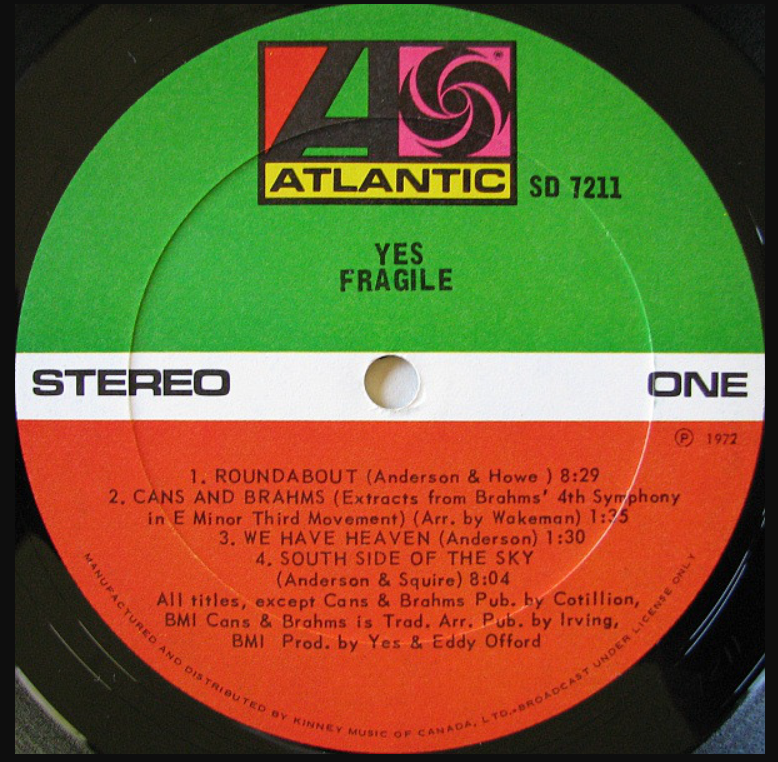 ATLANTIC
SD 7211
YES
FRAGILE
STEREO
ONE
℗ 1972
1. ROUNDABOUT (Anderson & Howe ) 8:29
2. CANS AND BRAHMS (Extracts from Brahms' 4th Symphony
in E Minor Third Movement) (Arr. by Wakeman) 1:35
3. WE HAVE HEAVEN (Anderson) 1:30
4. SOUTH SIDE OF THE SKY
(Anderson & Squire) 8:04
All titles, except Cans & Brahms Pub. by Cotillion,
BMI Cans & Brahms is Trad. Arr. Pub. by Irving,
BMI Prod. by Yes & Eddy Offord
MANUFACTURED AND DISTRIBUTED BY KINNEY MUSIC OF CANADA, LTD.•BROADCAST UNDER LICENSE ONLY